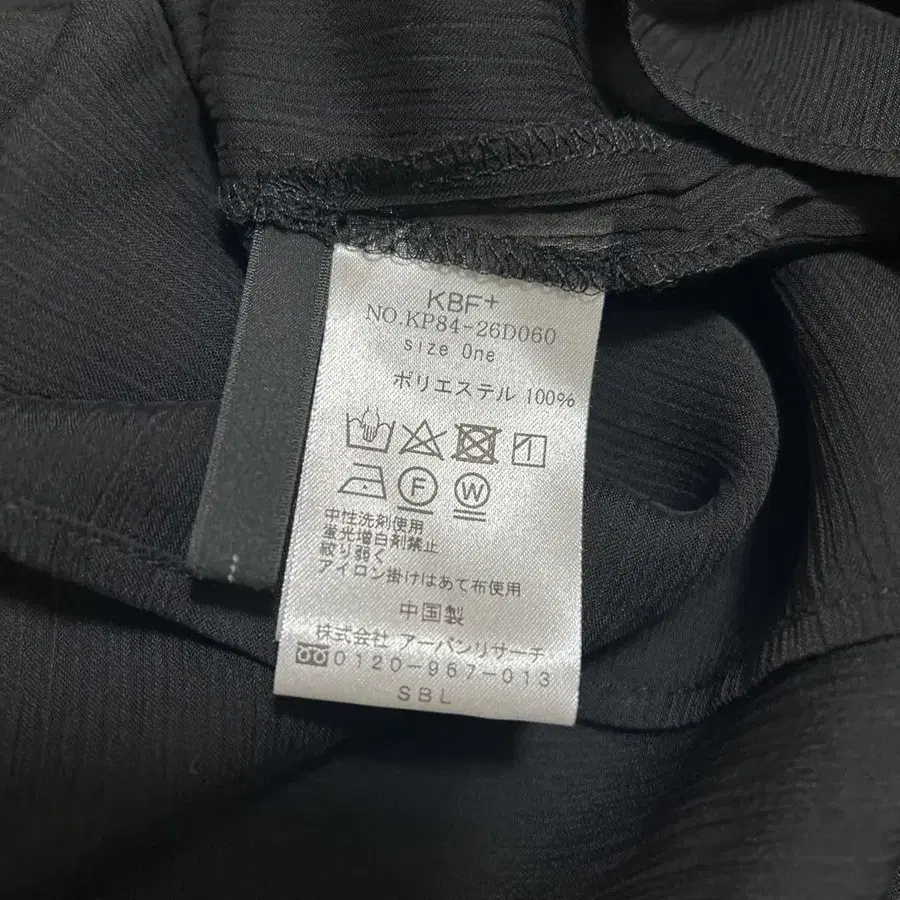 KBF+
NO.KP84-26D060
size One
ポリエステル 100%
F
W
中性洗剤使用
蛍光増白剤禁止
絞り弱く
アイロン掛けはあて布使用
中国製
株式会社 アーバンリサーチ
0120-967-013
SBL